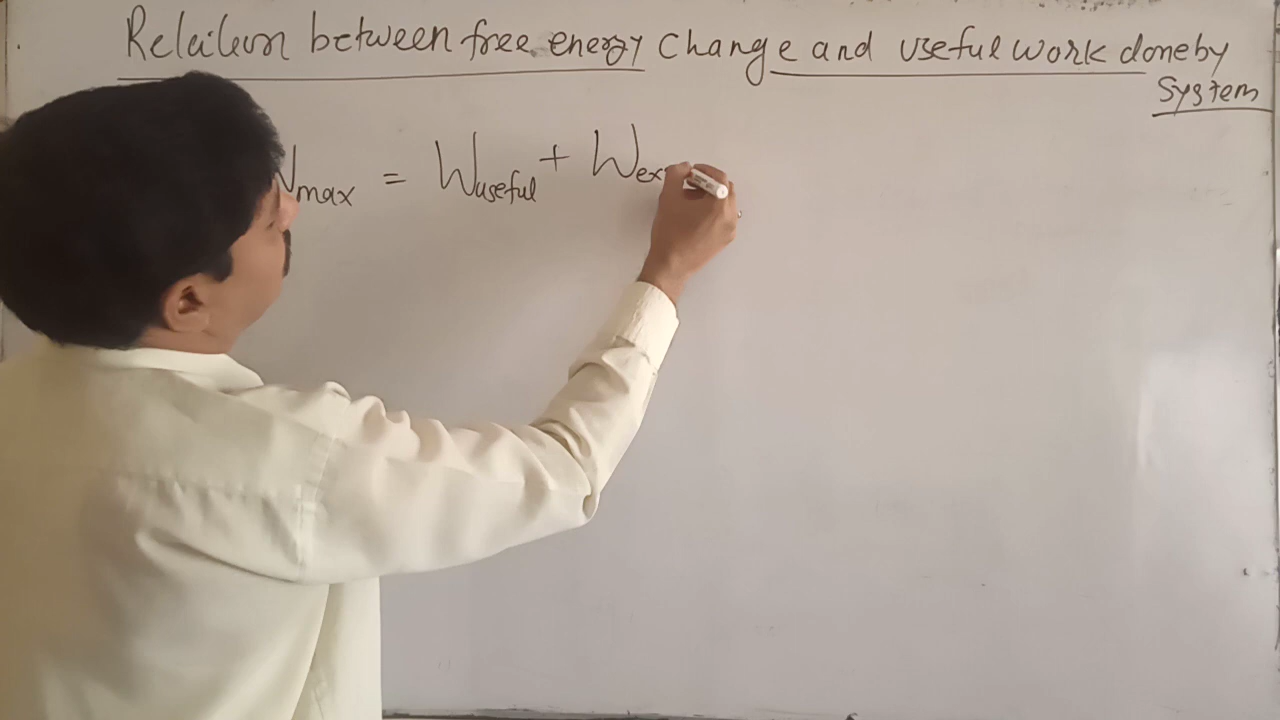 Relation between free energy change and useful work done by
System
Wmax = Wuseful + Wex